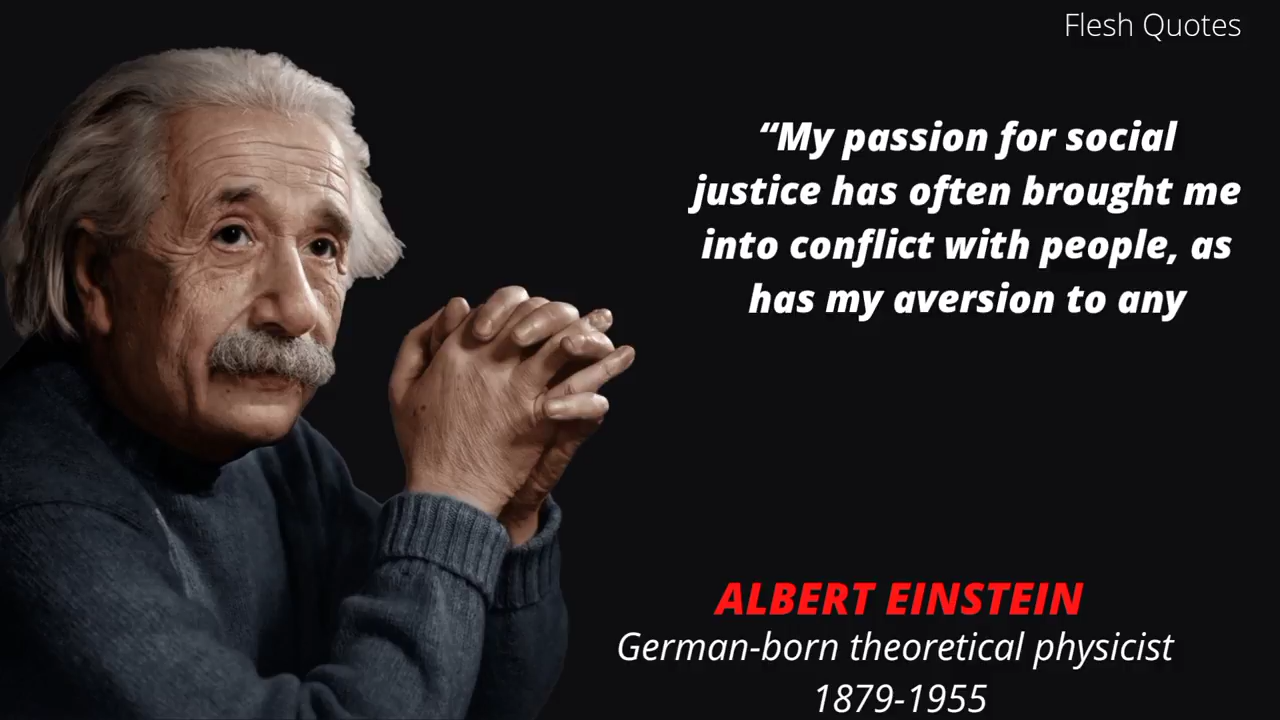 Flesh Quotes
“My passion for social
justice has often brought me
into conflict with people, as
has my aversion to any
ALBERT EINSTEIN
German-born theoretical physicist
1879-1955